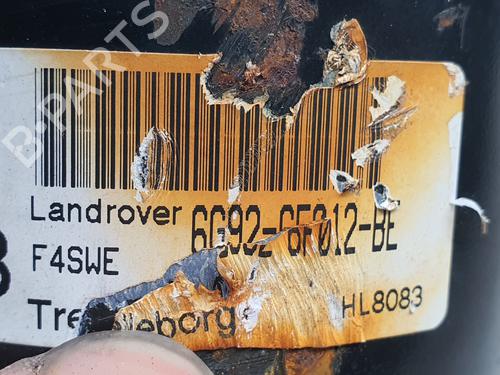 B-PARTS
Landrover 6G92-6F012-BE
F4SWE
HL8083